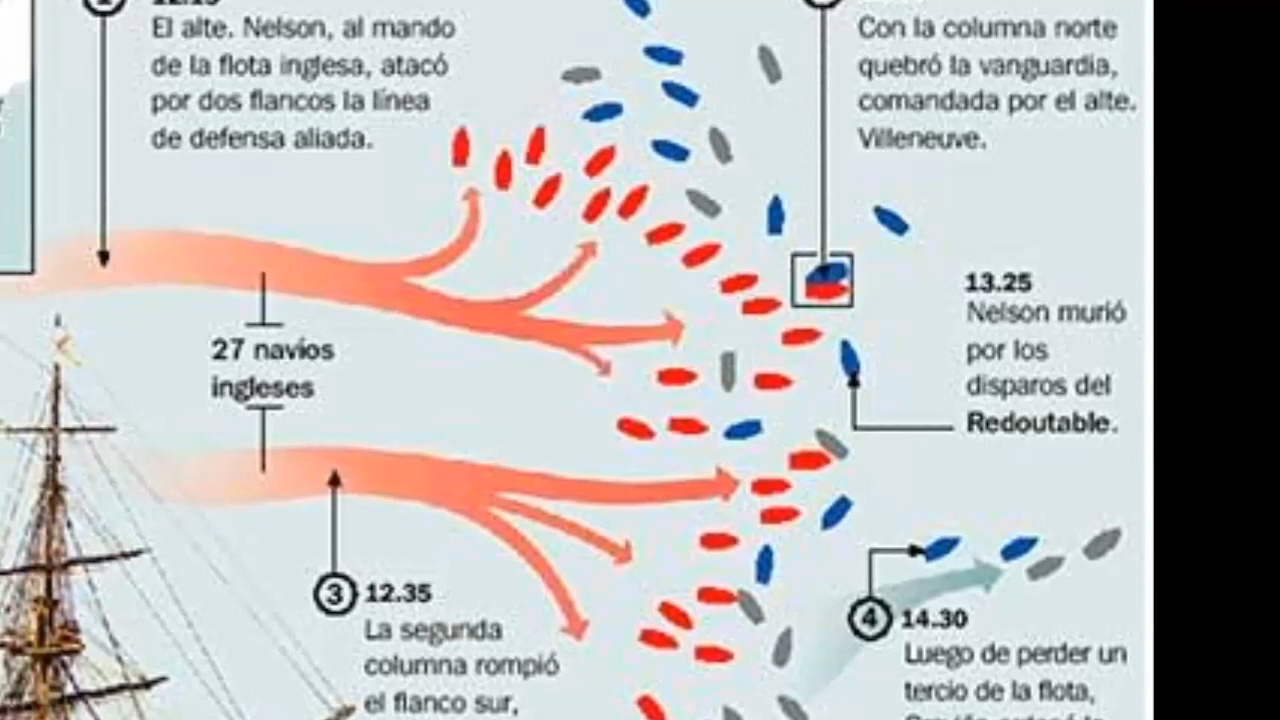 El alte. Nelson, al mando
de la flota inglesa, atacó
por dos flancos la línea
de defensa aliada.
Con la columna norte
quebró la vanguardia,
comandada por el alte.
Villeneuve.
27 navíos
ingleses
13.25
Nelson murió
por los
disparos del
Redoutable.
3 12.35
La segunda
columna rompió
el flanco sur,
4 14.30
Luego de perder un
tercio de la flota,